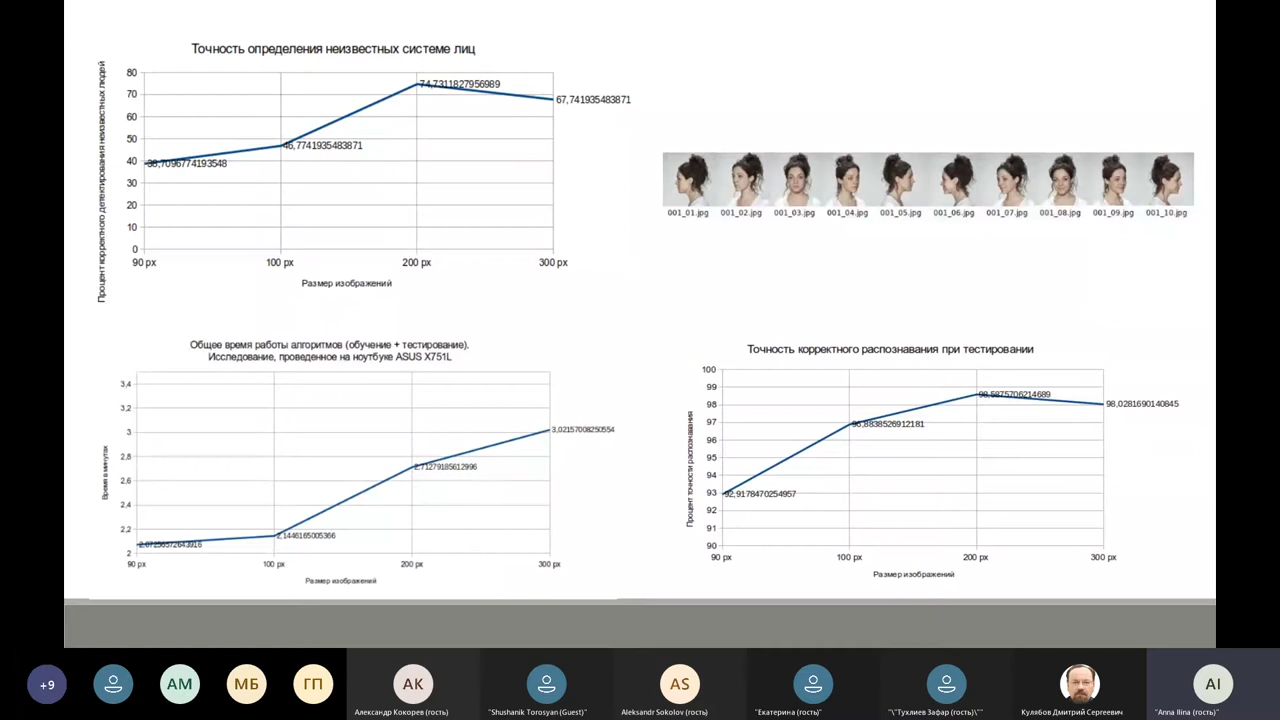 Точность определения неизвестных системе лиц
Процент корректного детектирования неизвестных людей
80
70
60
50
40
30
20
10
0
38,7096774193548
46,7741935483871
74,7311827956989
67,741935483871
90 px
100 px
200 px
300 px
Размер изображений
001_01.jpg
001_02.jpg
001_03.jpg
001_04.jpg
001_05.jpg
001_06.jpg
001_07.jpg
001_08.jpg
001_09.jpg
001_10.jpg
Общее время работы алгоритмов (обучение + тестирование).
Исследование, проведенное на ноутбуке ASUS X751L
Время в минутах
3,4
3,2
3
2,8
2,6
2,4
2,2
2
2,1446165005366
2,71279185612996
3,02157008250554
90 px
100 px
200 px
300 px
Размер изображений
Точность корректного распознавания при тестировании
Процент точности распознавания
100
99
98
97
96
95
94
93
92
91
90
92,9178470254957
96,8838526912181
98,5875706214689
98,0281690140845
90 px
100 px
200 px
300 px
Размер изображений
+9
АМ
МБ
ГП
АК
AS
AI
Александр Кокорев (гость)
"Shushanik Torosyan (Guest)"
Aleksandr Sokolov (гость)
"Екатерина (гость)"
"\"Тухлиев Зафар (гость)\""
Кулябов Дмитрий Сергеевич
"Anna Ilina (гость)"